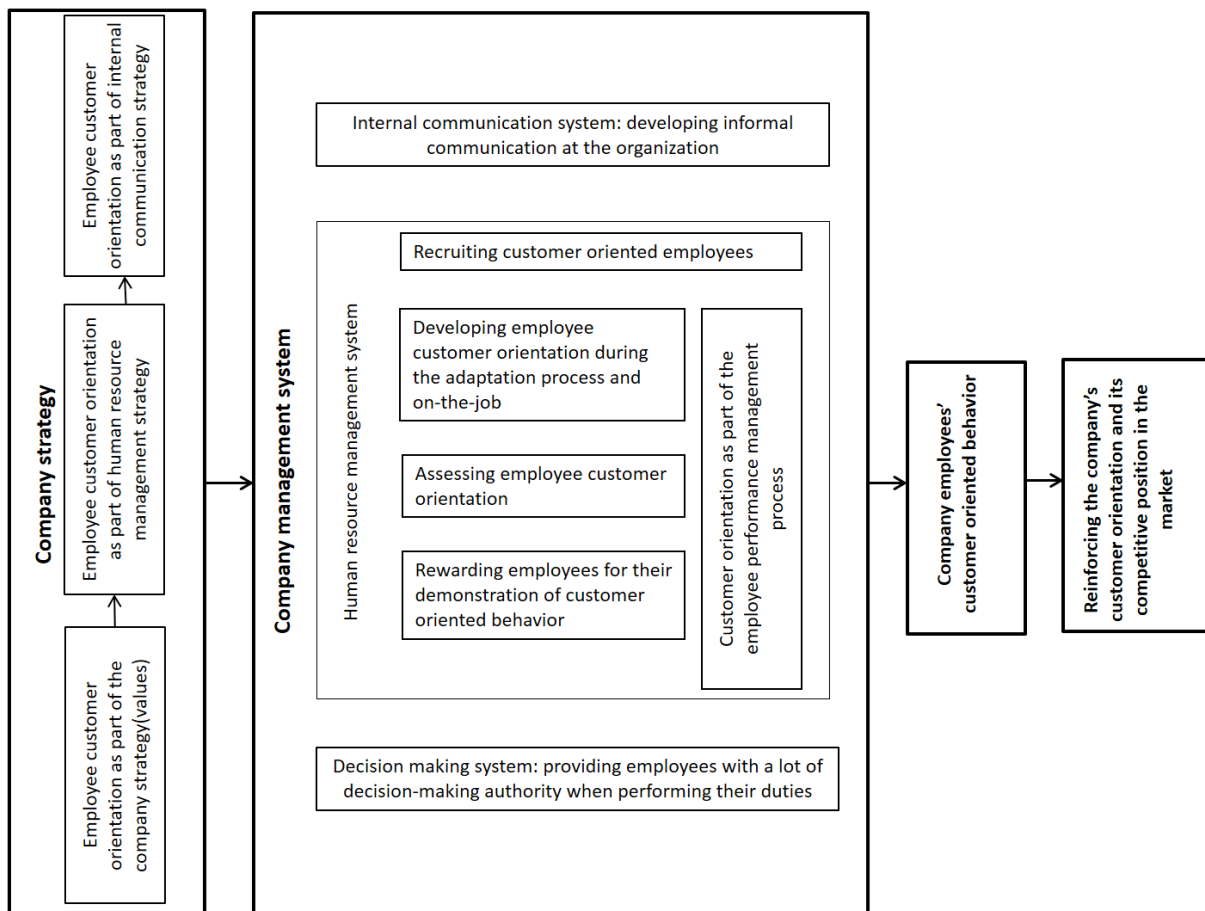 Company strategy
Employee customer
orientation as part of internal
communication strategy
Employee customer orientation
as part of human resource
management strategy
Employee customer
orientation as part of the
company strategy(values)
Company management system
Internal communication system: developing informal
communication at the organization
Human resource management system
Recruiting customer oriented employees
Developing employee
customer orientation during
the adaptation process and
on-the-job
Assessing employee customer
orientation
Rewarding employees for their
demonstration of customer
oriented behavior
Customer orientation as part of the
employee performance management
process
Decision making system: providing employees with a lot of
decision-making authority when performing their duties
Company employees’
customer oriented behavior
Reinforcing the company’s
customer orientation and its
competitive position in the
market